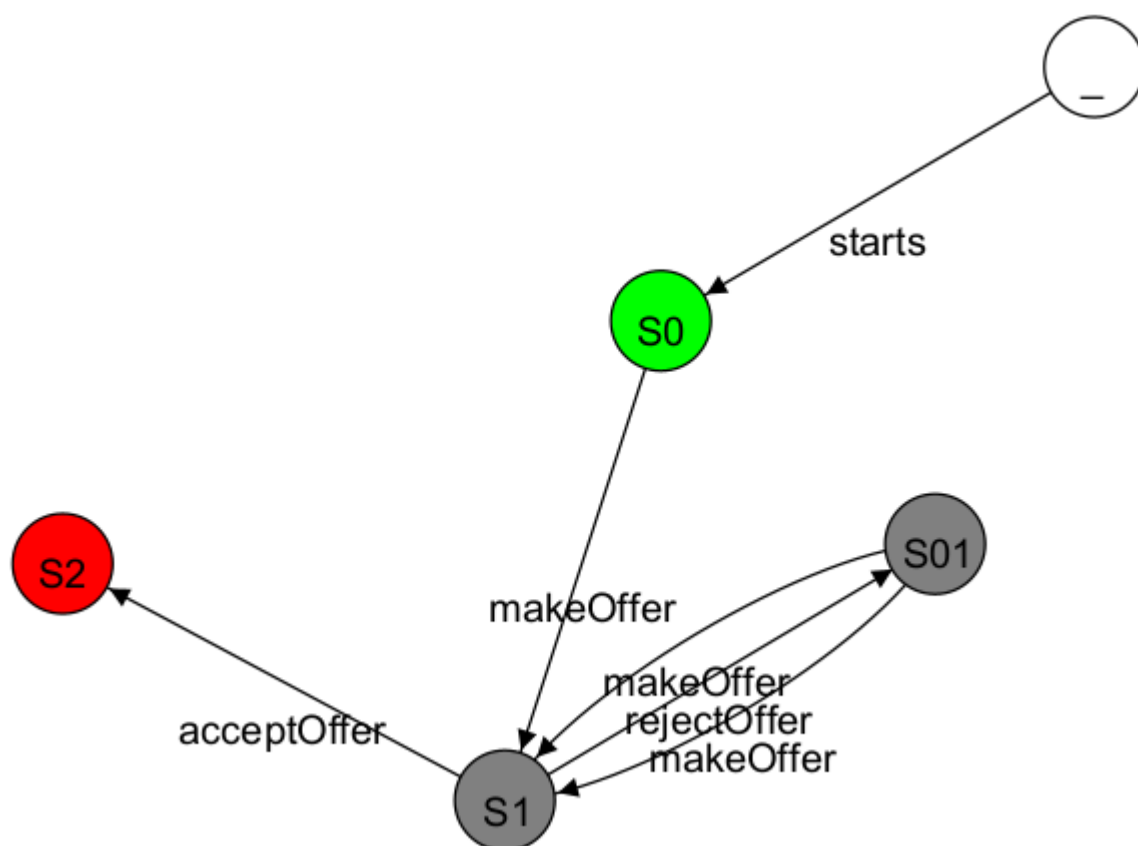 _
starts
S0
S01
S2
makeOffer
makeOffer
rejectOffer
acceptOffer
makeOffer
S1